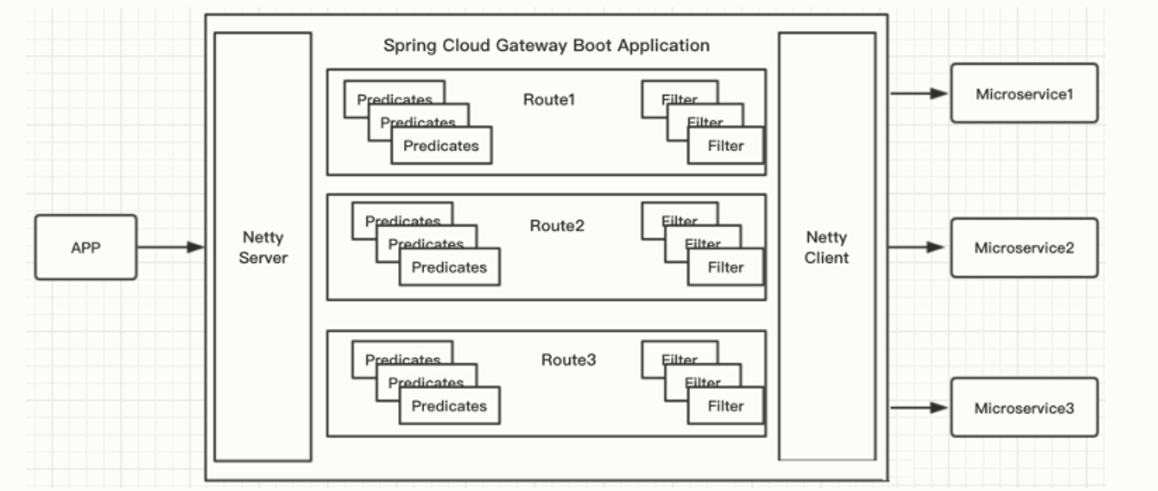 Spring Cloud Gateway Boot Application
Predicates
Predicates
Predicates
Route1
Filter
Filter
Filter
Microservice1
APP
Netty
Server
Predicates
Predicates
Predicates
Route2
Filter
Filter
Filter
Netty
Client
Microservice2
Predicates
Predicates
Predicates
Route3
Filter
Filter
Filter
Microservice3